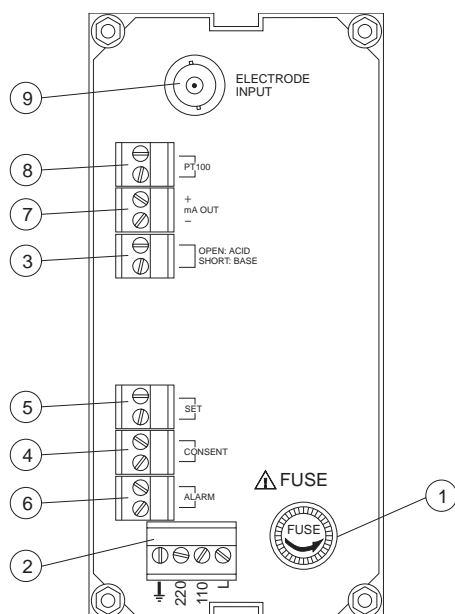 9
ELECTRODE
INPUT
8
PT100
7
+
mA OUT
−
3
OPEN: ACID
SHORT: BASE
5
SET
4
CONSENT
6
ALARM
FUSE
1
FUSE
2
220
110
L